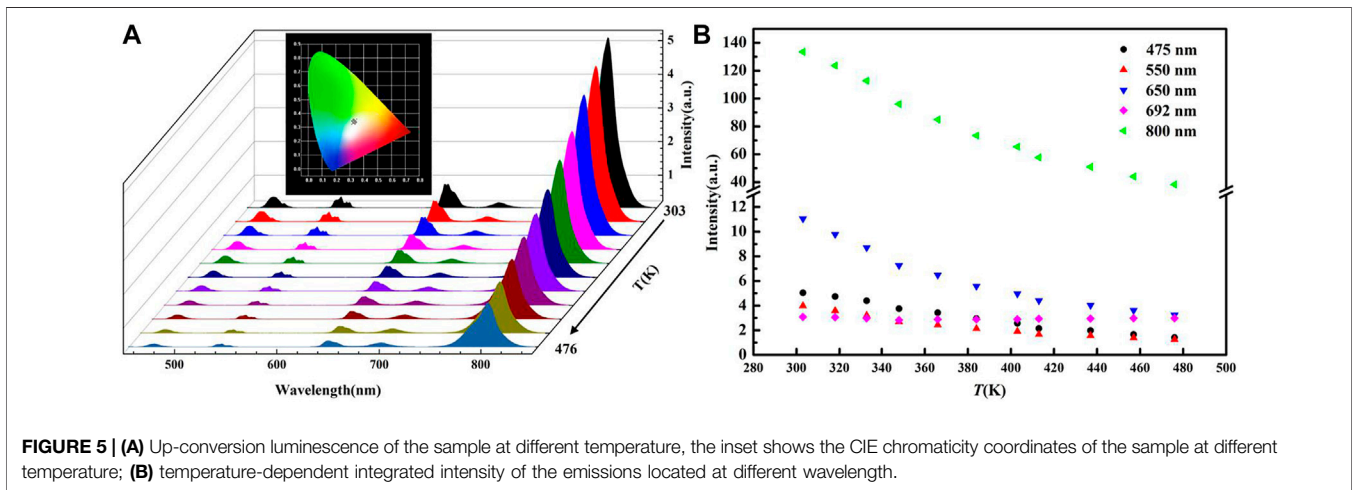 A
5
4
3
2
1
Intensity(a.u.)
0.9
0.8
0.7
0.6
0.5
0.4
0.3
0.2
0.1
0.0
0.0 0.1 0.2 0.3 0.4 0.5 0.6 0.7 0.8
303
T(K)
476
500 600 700 800
Wavelength(nm)
B
140
120
100
80
60
40
12
10
8
6
4
2
0
Intensity(a.u.)
475 nm
550 nm
650 nm
692 nm
800 nm
280 300 320 340 360 380 400 420 440 460 480 500
T(K)
FIGURE 5 | (A) Up-conversion luminescence of the sample at different temperature, the inset shows the CIE chromaticity coordinates of the sample at different
temperature; (B) temperature-dependent integrated intensity of the emissions located at different wavelength.